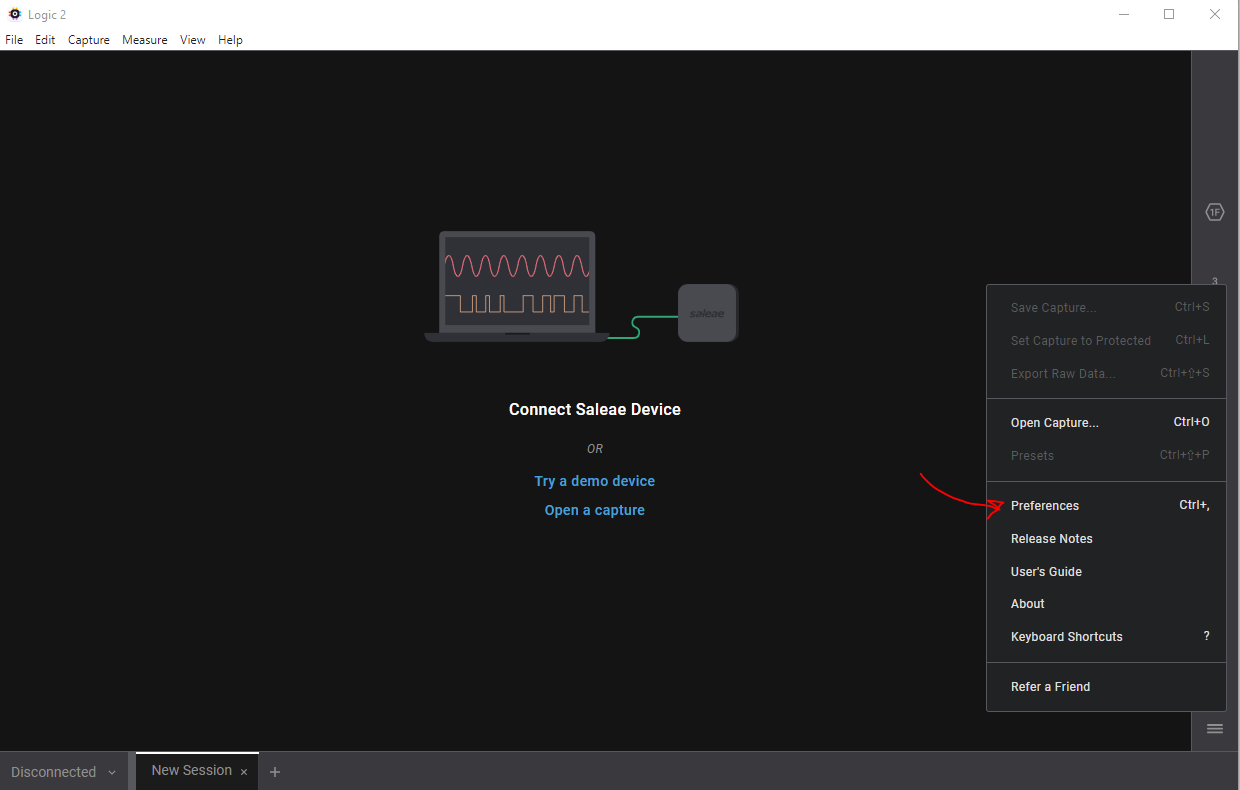 Logic 2
File Edit Capture Measure View Help
1F
3
saleae
Connect Saleae Device
OR
Try a demo device
Open a capture
Save Capture... Ctrl+S
Set Capture to Protected Ctrl+L
Export Raw Data... Ctrl+⇧+S
Open Capture... Ctrl+O
Presets Ctrl+⇧+P
Preferences Ctrl+,
Release Notes
User's Guide
About
Keyboard Shortcuts ?
Refer a Friend
Disconnected New Session × +